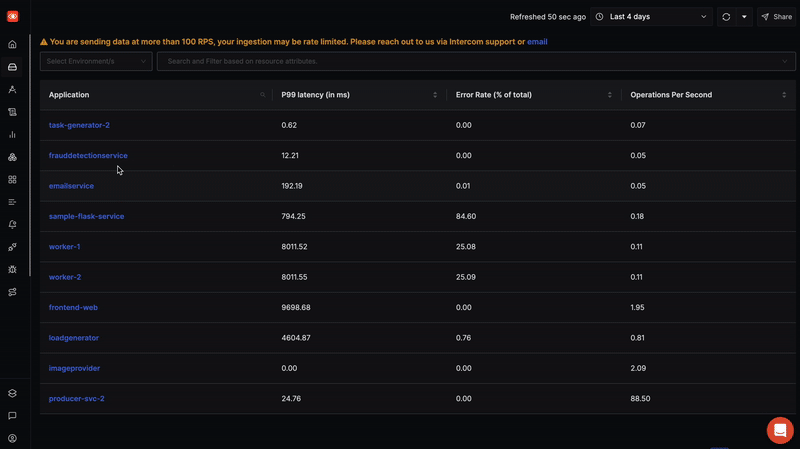 Refreshed 50 sec ago Last 4 days Share
You are sending data at more than 100 RPS, your ingestion may be rate limited. Please reach out to us via Intercom support or email
Select Environment/s Search and Filter based on resource attributes.
Application P99 latency (in ms) Error Rate (% of total) Operations Per Second
task-generator-2 0.62 0.00 0.07
frauddetectionservice 12.21 0.00 0.05
emailservice 192.19 0.01 0.05
sample-flask-service 794.25 84.60 0.18
worker-1 8011.52 25.08 0.11
worker-2 8011.55 25.09 0.11
frontend-web 9698.68 0.00 1.95
loadgenerator 4604.87 0.76 0.81
imageprovider 0.00 0.00 2.09
producer-svc-2 24.76 0.00 88.50